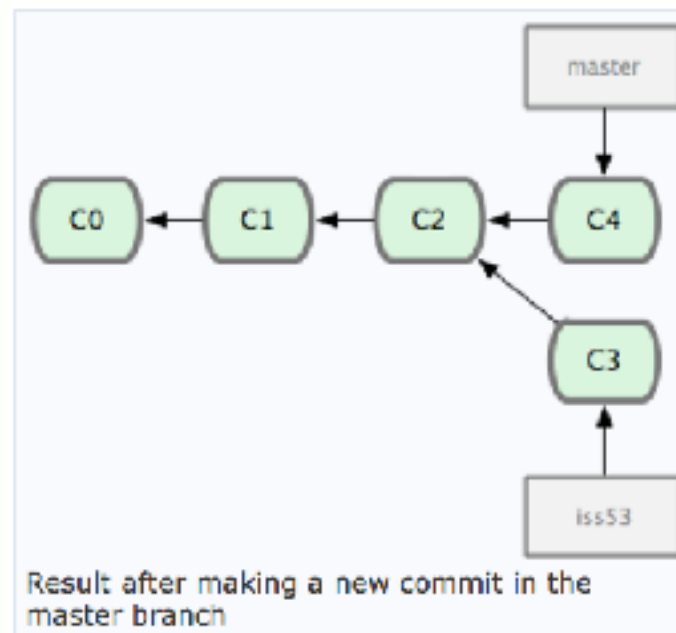 master
C0
C1
C2
C4
C3
iss53
Result after making a new commit in the
master branch